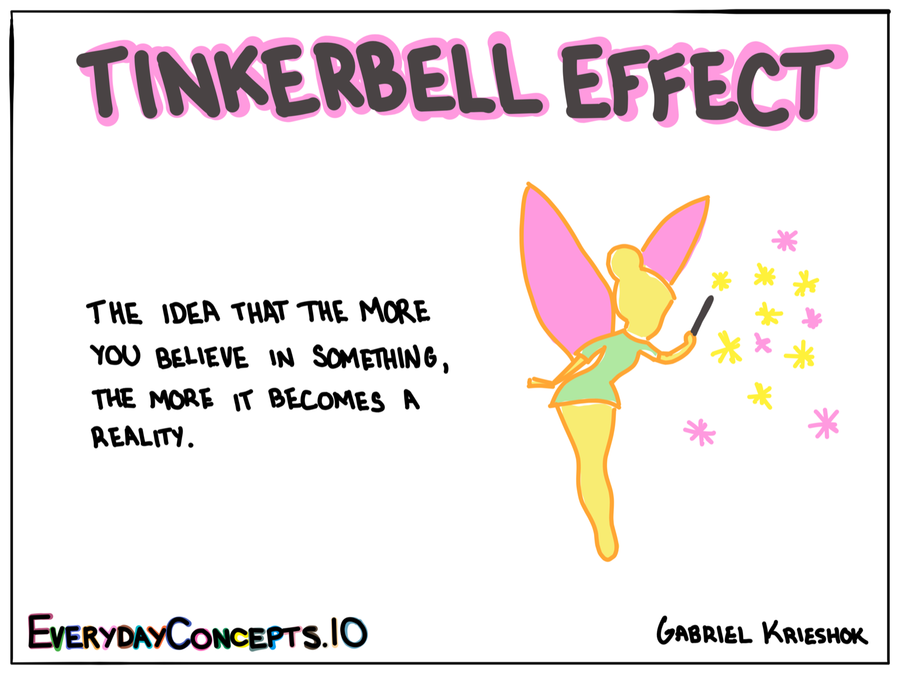 TINKERBELL EFFECT
THE IDEA THAT THE MORE
YOU BELIEVE IN SOMETHING,
THE MORE IT BECOMES A
REALITY.
EVERYDAYCONCEPTS.IO
GABRIEL KRIESHOK